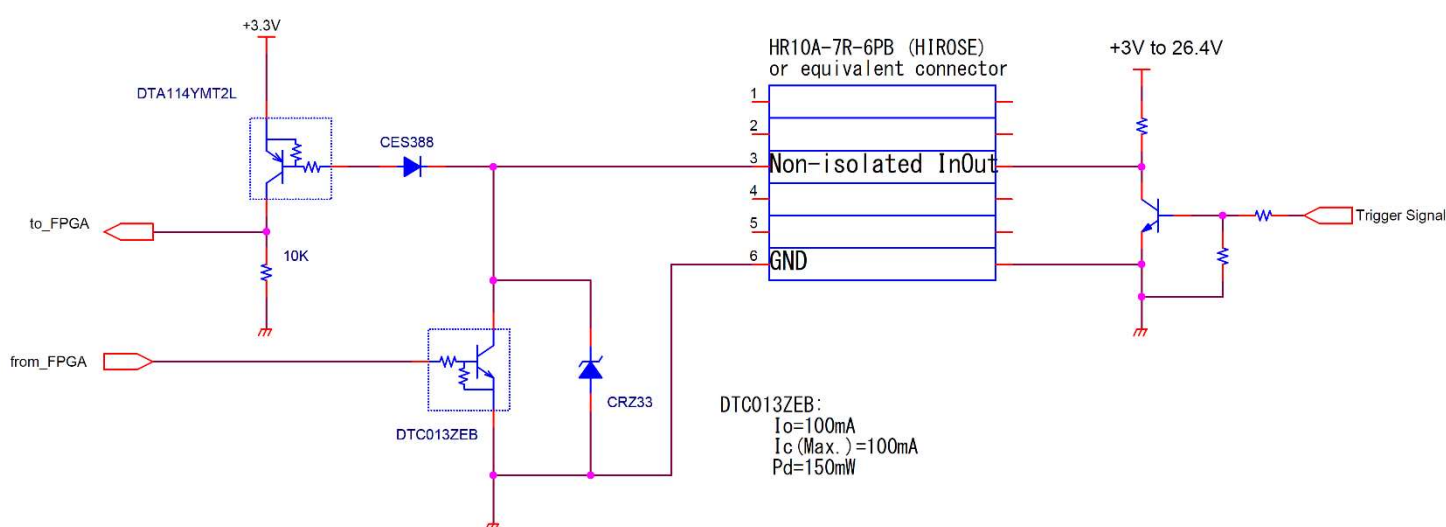 +3.3V
DTA114YMT2L
CES388
to_FPGA
10K
from_FPGA
DTC013ZEB
CRZ33
HR10A-7R-6PB (HIROSE)
or equivalent connector
1
2
3 Non-isolated InOut
4
5
6 GND
+3V to 26.4V
Trigger Signal
DTC013ZEB:
Io=100mA
Ic(Max.)=100mA
Pd=150mW